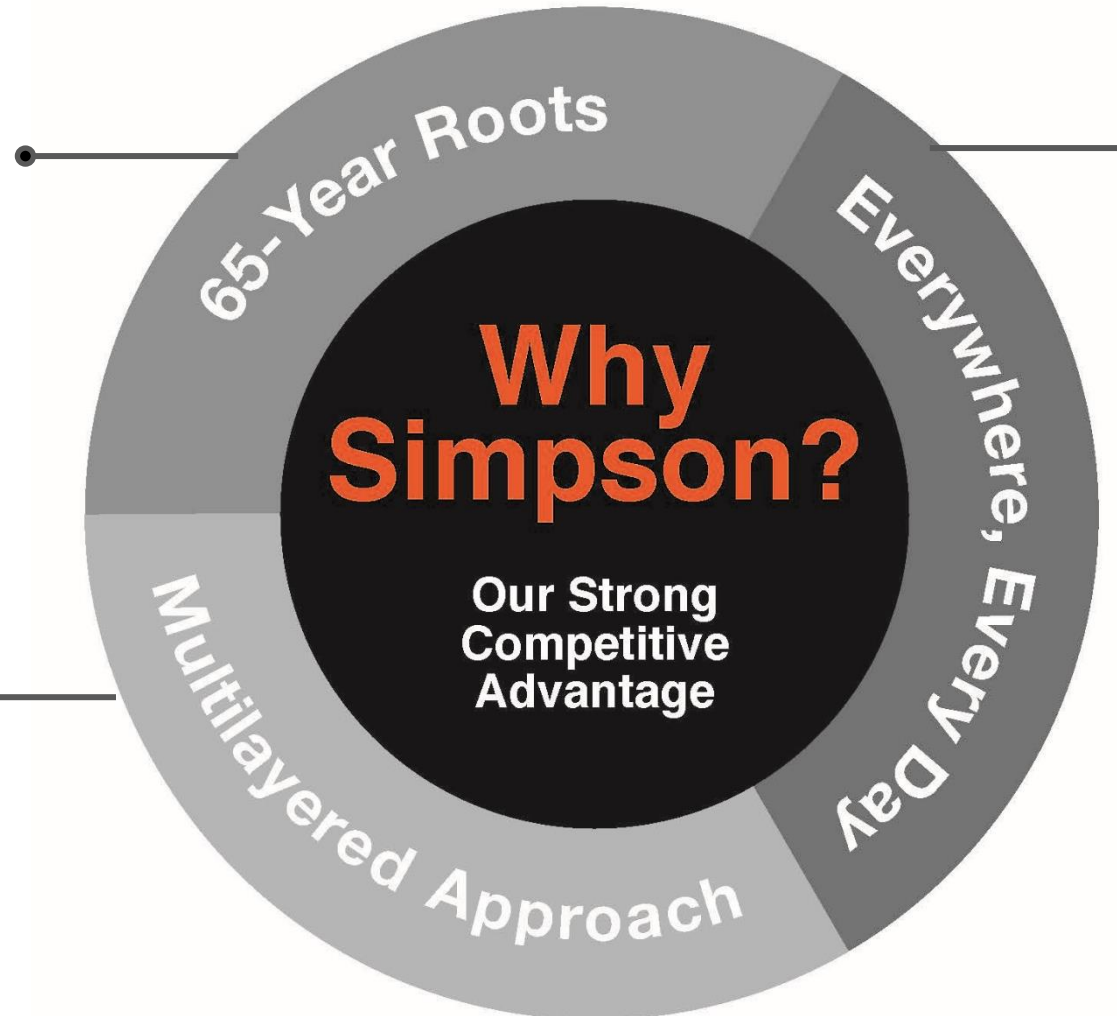 65-Year Roots
Everywhere, Every Day
Why
Simpson?
Our Strong
Competitive
Advantage
Multilayered Approach